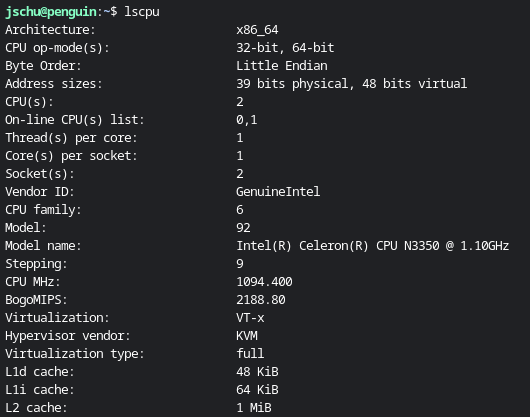 jschu@penguin:~$ lscpu
Architecture: x86_64
CPU op-mode(s): 32-bit, 64-bit
Byte Order: Little Endian
Address sizes: 39 bits physical, 48 bits virtual
CPU(s): 2
On-line CPU(s) list: 0,1
Thread(s) per core: 1
Core(s) per socket: 1
Socket(s): 2
Vendor ID: GenuineIntel
CPU family: 6
Model: 92
Model name: Intel(R) Celeron(R) CPU N3350 @ 1.10GHz
Stepping: 9
CPU MHz: 1094.400
BogoMIPS: 2188.80
Virtualization: VT-x
Hypervisor vendor: KVM
Virtualization type: full
L1d cache: 48 KiB
L1i cache: 64 KiB
L2 cache: 1 MiB